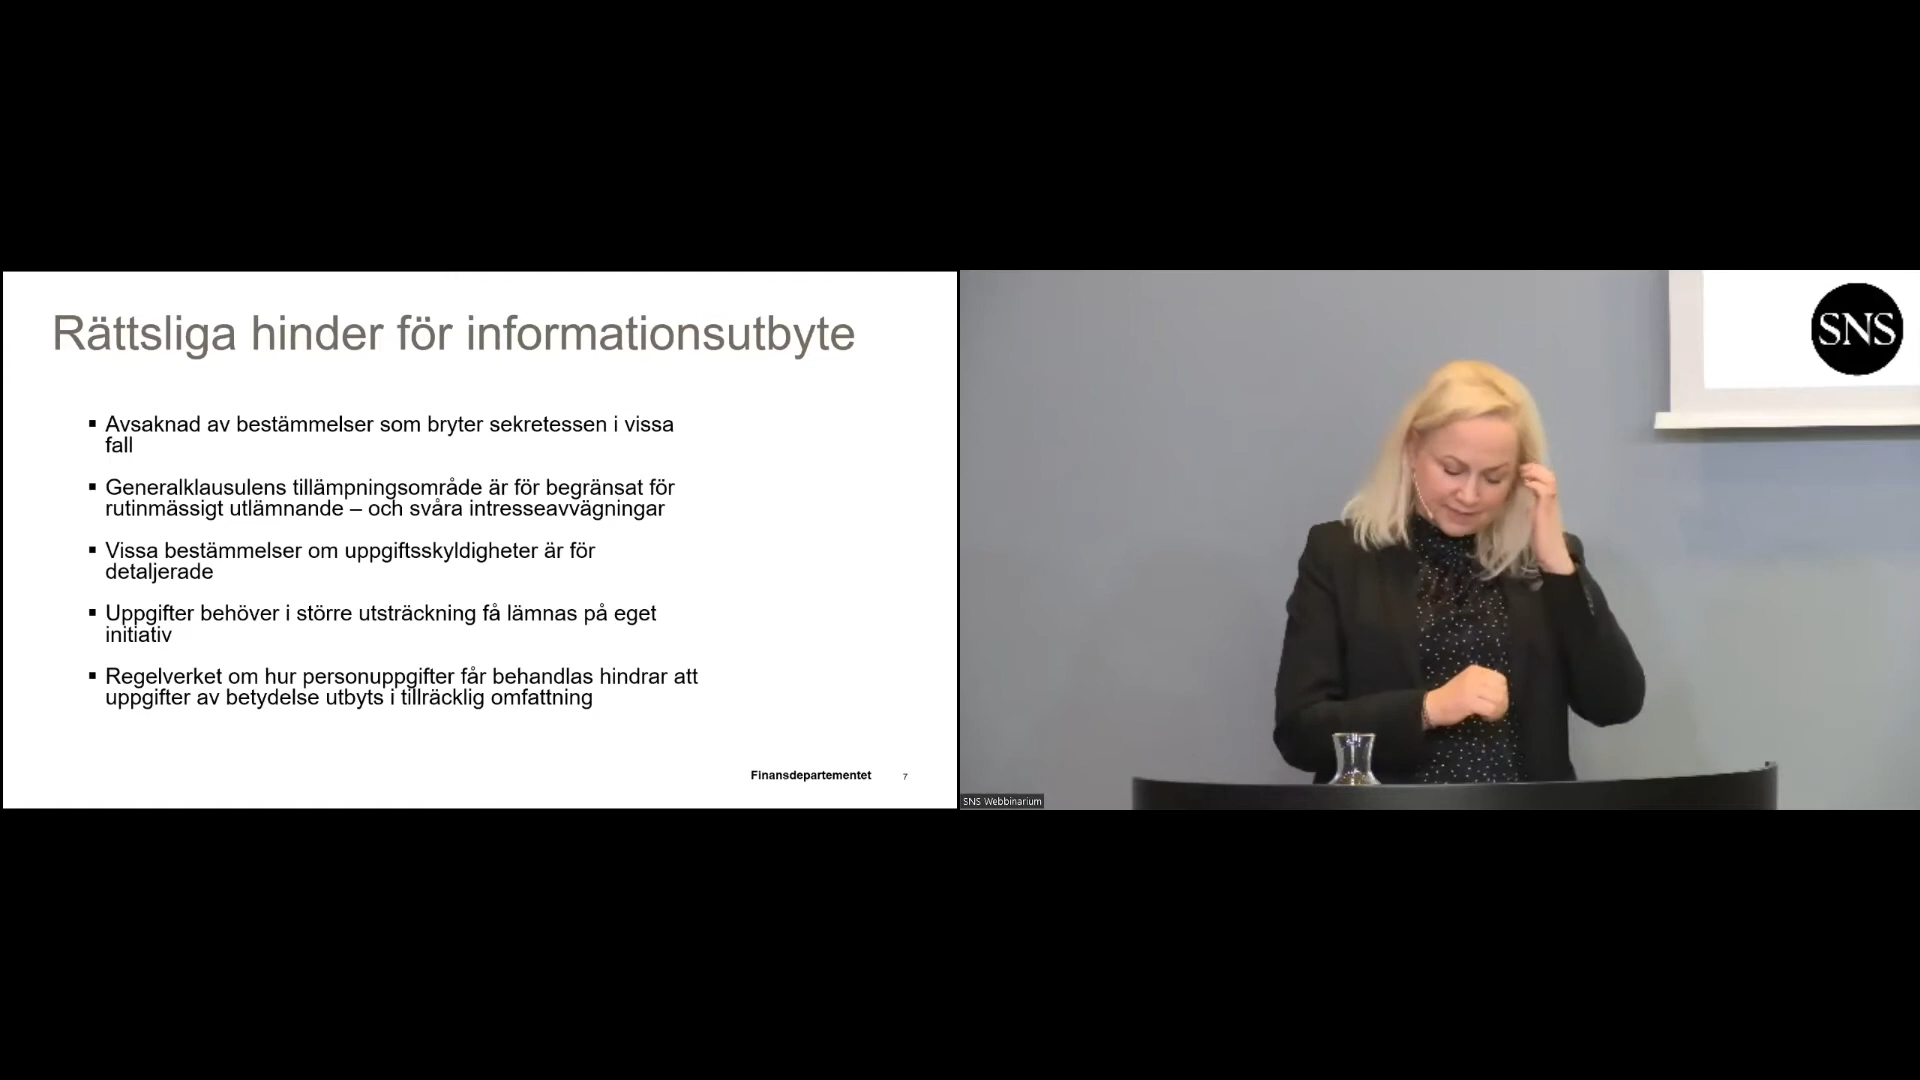 Rättsliga hinder för informationsutbyte
▪ Avsaknad av bestämmelser som bryter sekretessen i vissa
fall
▪ Generalklausulens tillämpningsområde är för begränsat för
rutinmässigt utlämnande – och svåra intresseavvägningar
▪ Vissa bestämmelser om uppgiftsskyldigheter är för
detaljerade
▪ Uppgifter behöver i större utsträckning få lämnas på eget
initiativ
▪ Regelverket om hur personuppgifter får behandlas hindrar att
uppgifter av betydelse utbyts i tillräcklig omfattning
Finansdepartementet 7
SNS
SNS Webbinarium